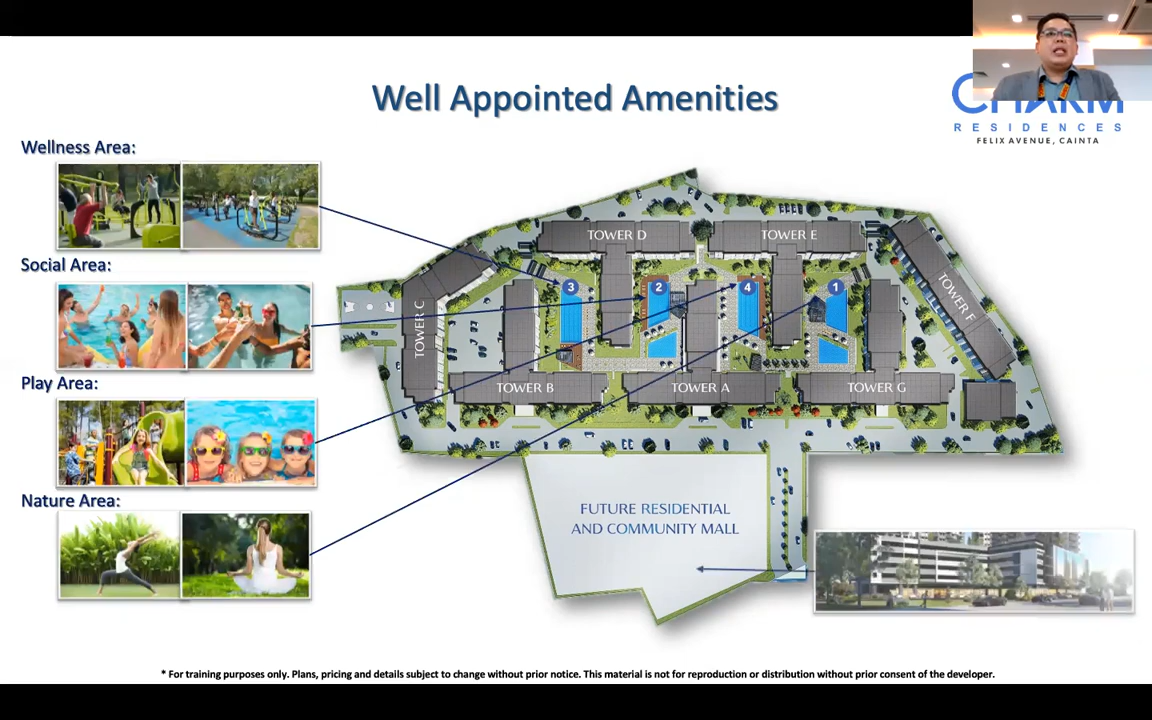 Well Appointed Amenities
CHARM
RESIDENCES
FELIX AVENUE, CAINTA
Wellness Area:
Social Area:
Play Area:
Nature Area:
TOWER D
TOWER E
TOWER F
TOWER C
3
2
4
1
TOWER B
TOWER A
TOWER G
FUTURE RESIDENTIAL
AND COMMUNITY MALL
* For training purposes only. Plans, pricing and details subject to change without prior notice. This material is not for reproduction or distribution without prior consent of the developer.